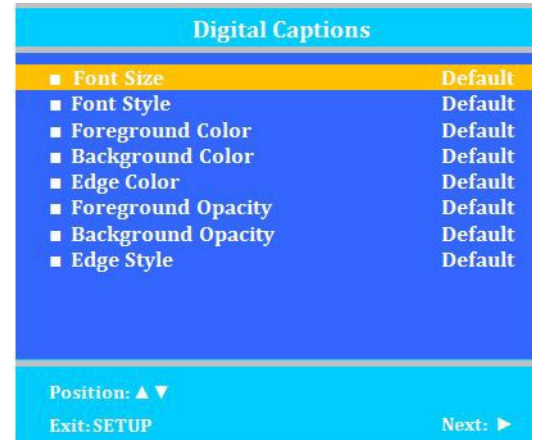 Digital Captions
■ Font Size Default
■ Font Style Default
■ Foreground Color Default
■ Background Color Default
■ Edge Color Default
■ Foreground Opacity Default
■ Background Opacity Default
■ Edge Style Default
Position: ▲ ▼
Exit: SETUP Next: ►